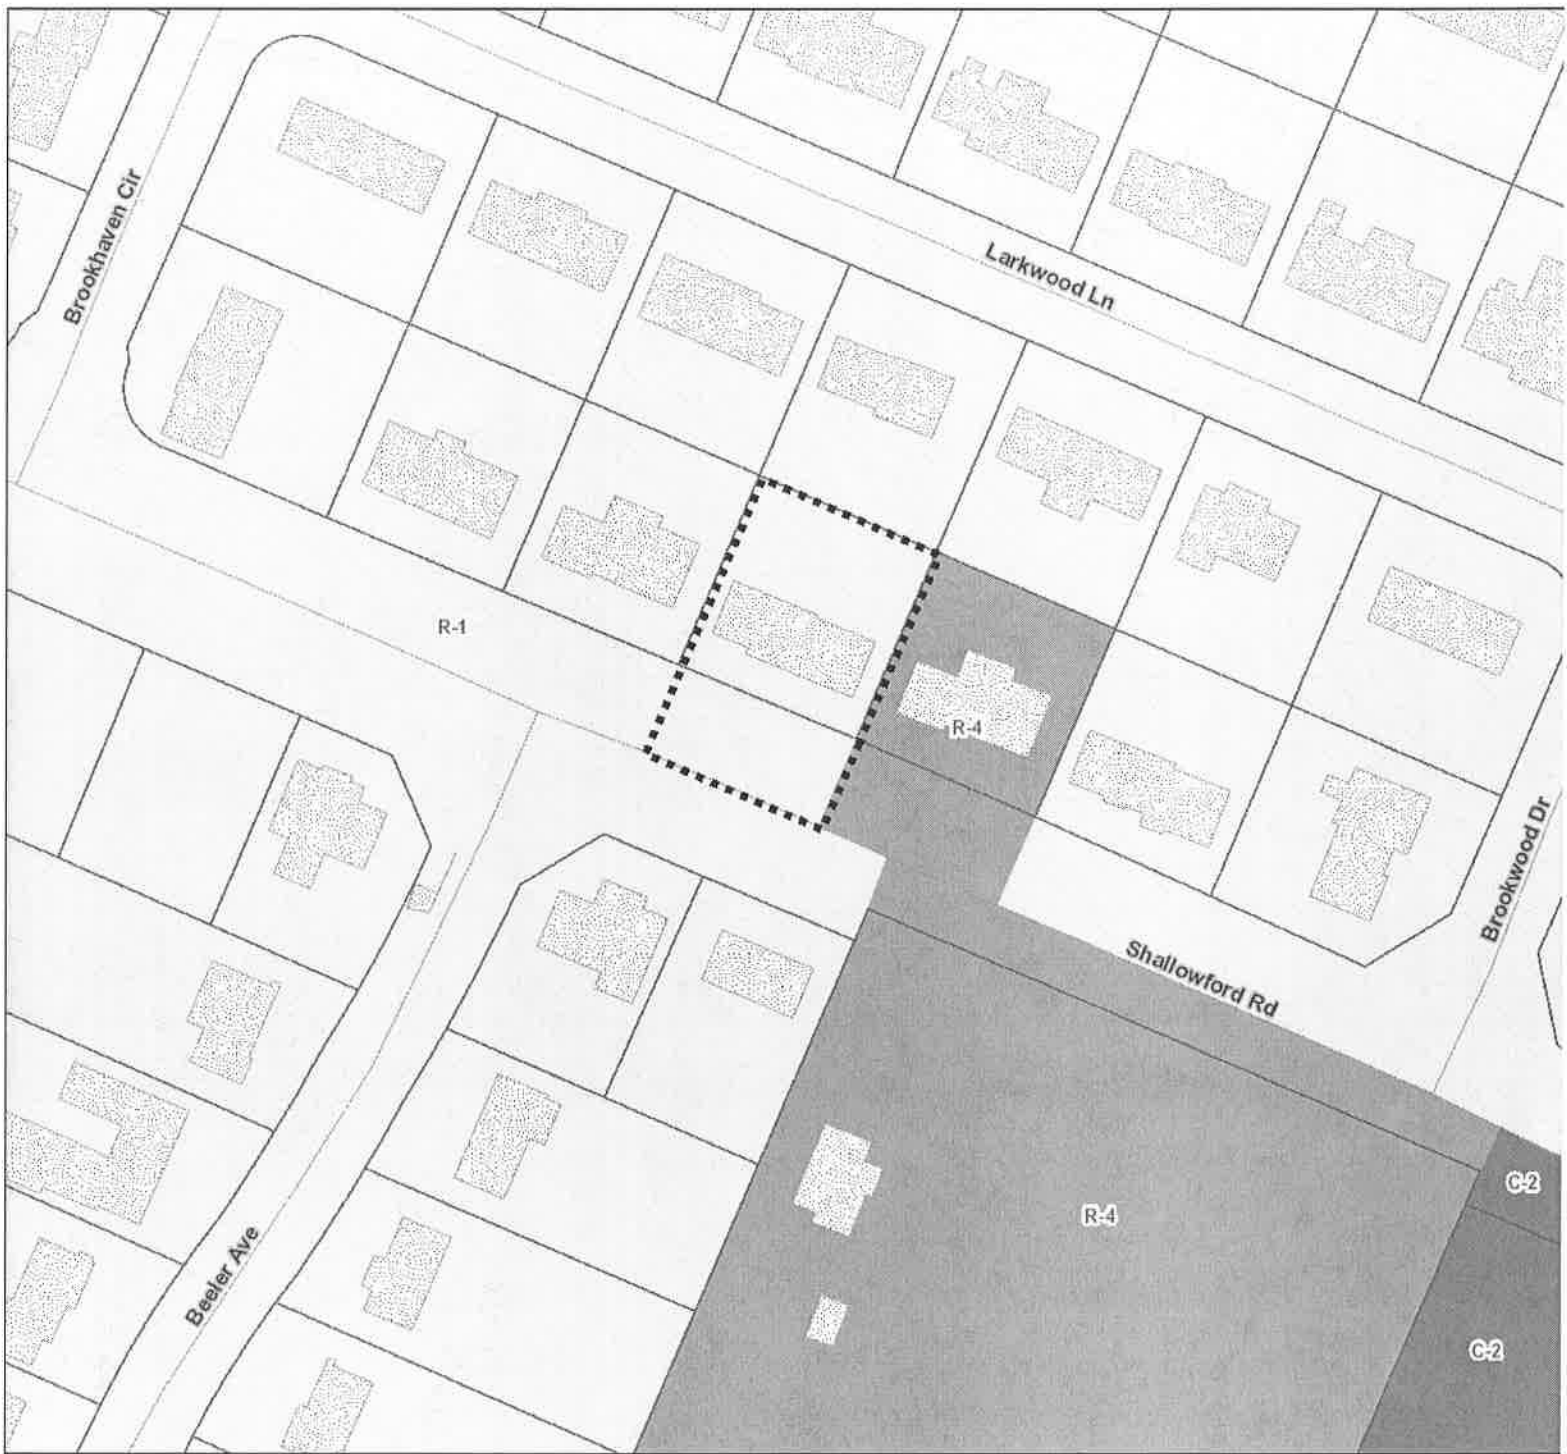 Brookhaven Cir
Larkwood Ln
R-1
R-4
Brookwood Dr
Shallowford Rd
C-2
R-4
Beeler Ave
C-2